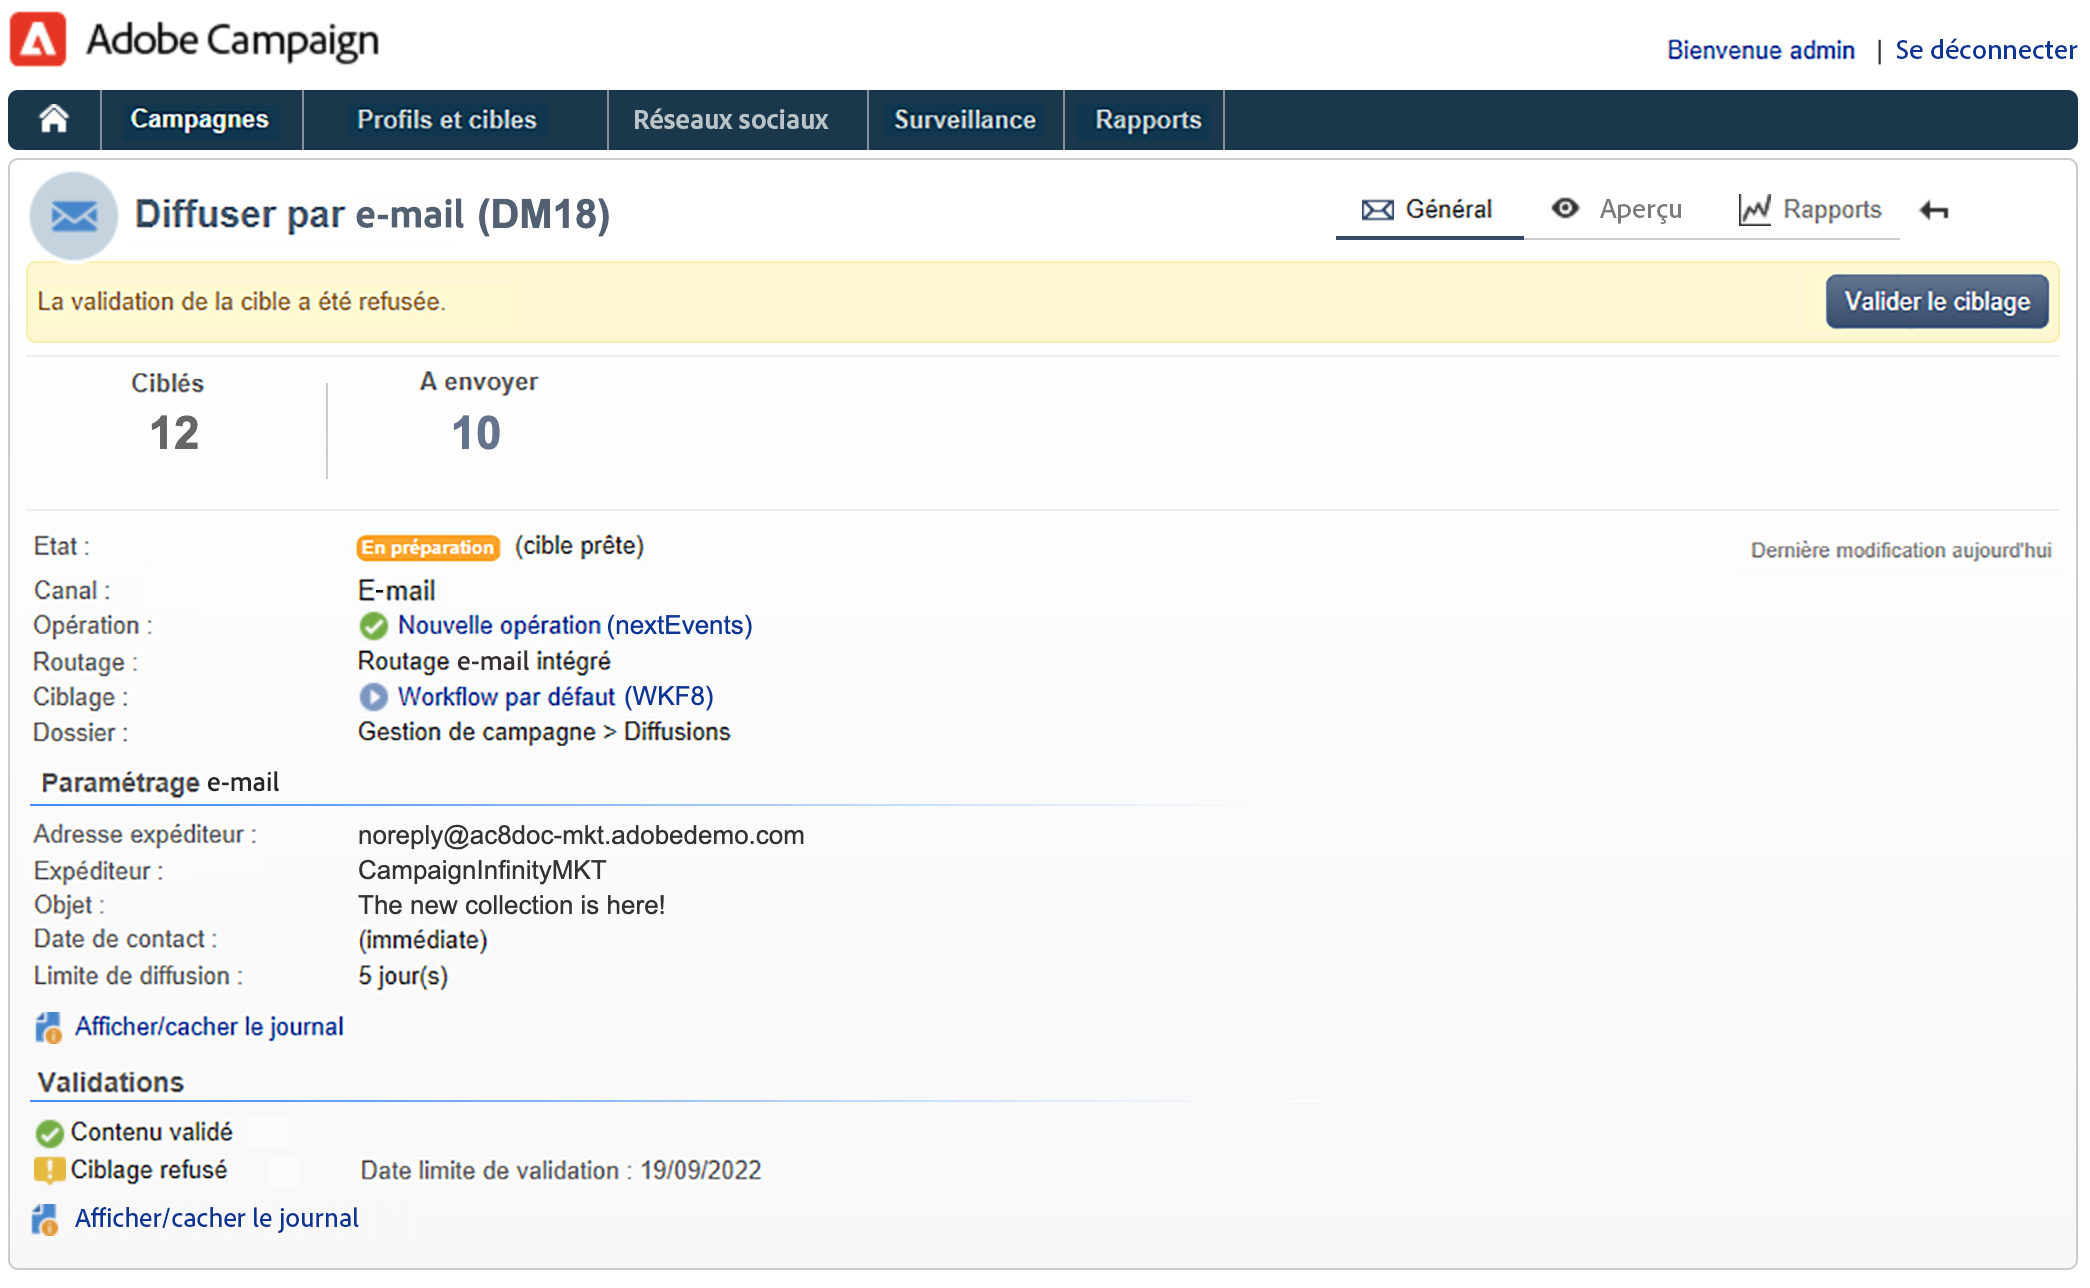 Adobe Campaign
Bienvenue admin | Se déconnecter
Campagnes Profils et cibles Réseaux sociaux Surveillance Rapports
Diffuser par e-mail (DM18)
Général Aperçu Rapports
La validation de la cible a été refusée. Valider le ciblage
Ciblés A envoyer
12 10
Etat : En préparation (cible prête) Dernière modification aujourd'hui
Canal : E-mail
Opération : Nouvelle opération (nextEvents)
Routage : Routage e-mail intégré
Ciblage : Workflow par défaut (WKF8)
Dossier : Gestion de campagne > Diffusions
Paramétrage e-mail
Adresse expéditeur : noreply@ac8doc-mkt.adobedemo.com
Expéditeur : CampaignInfinityMKT
Objet : The new collection is here!
Date de contact : (immédiate)
Limite de diffusion : 5 jour(s)
Afficher/cacher le journal
Validations
Contenu validé
Ciblage refusé Date limite de validation : 19/09/2022
Afficher/cacher le journal